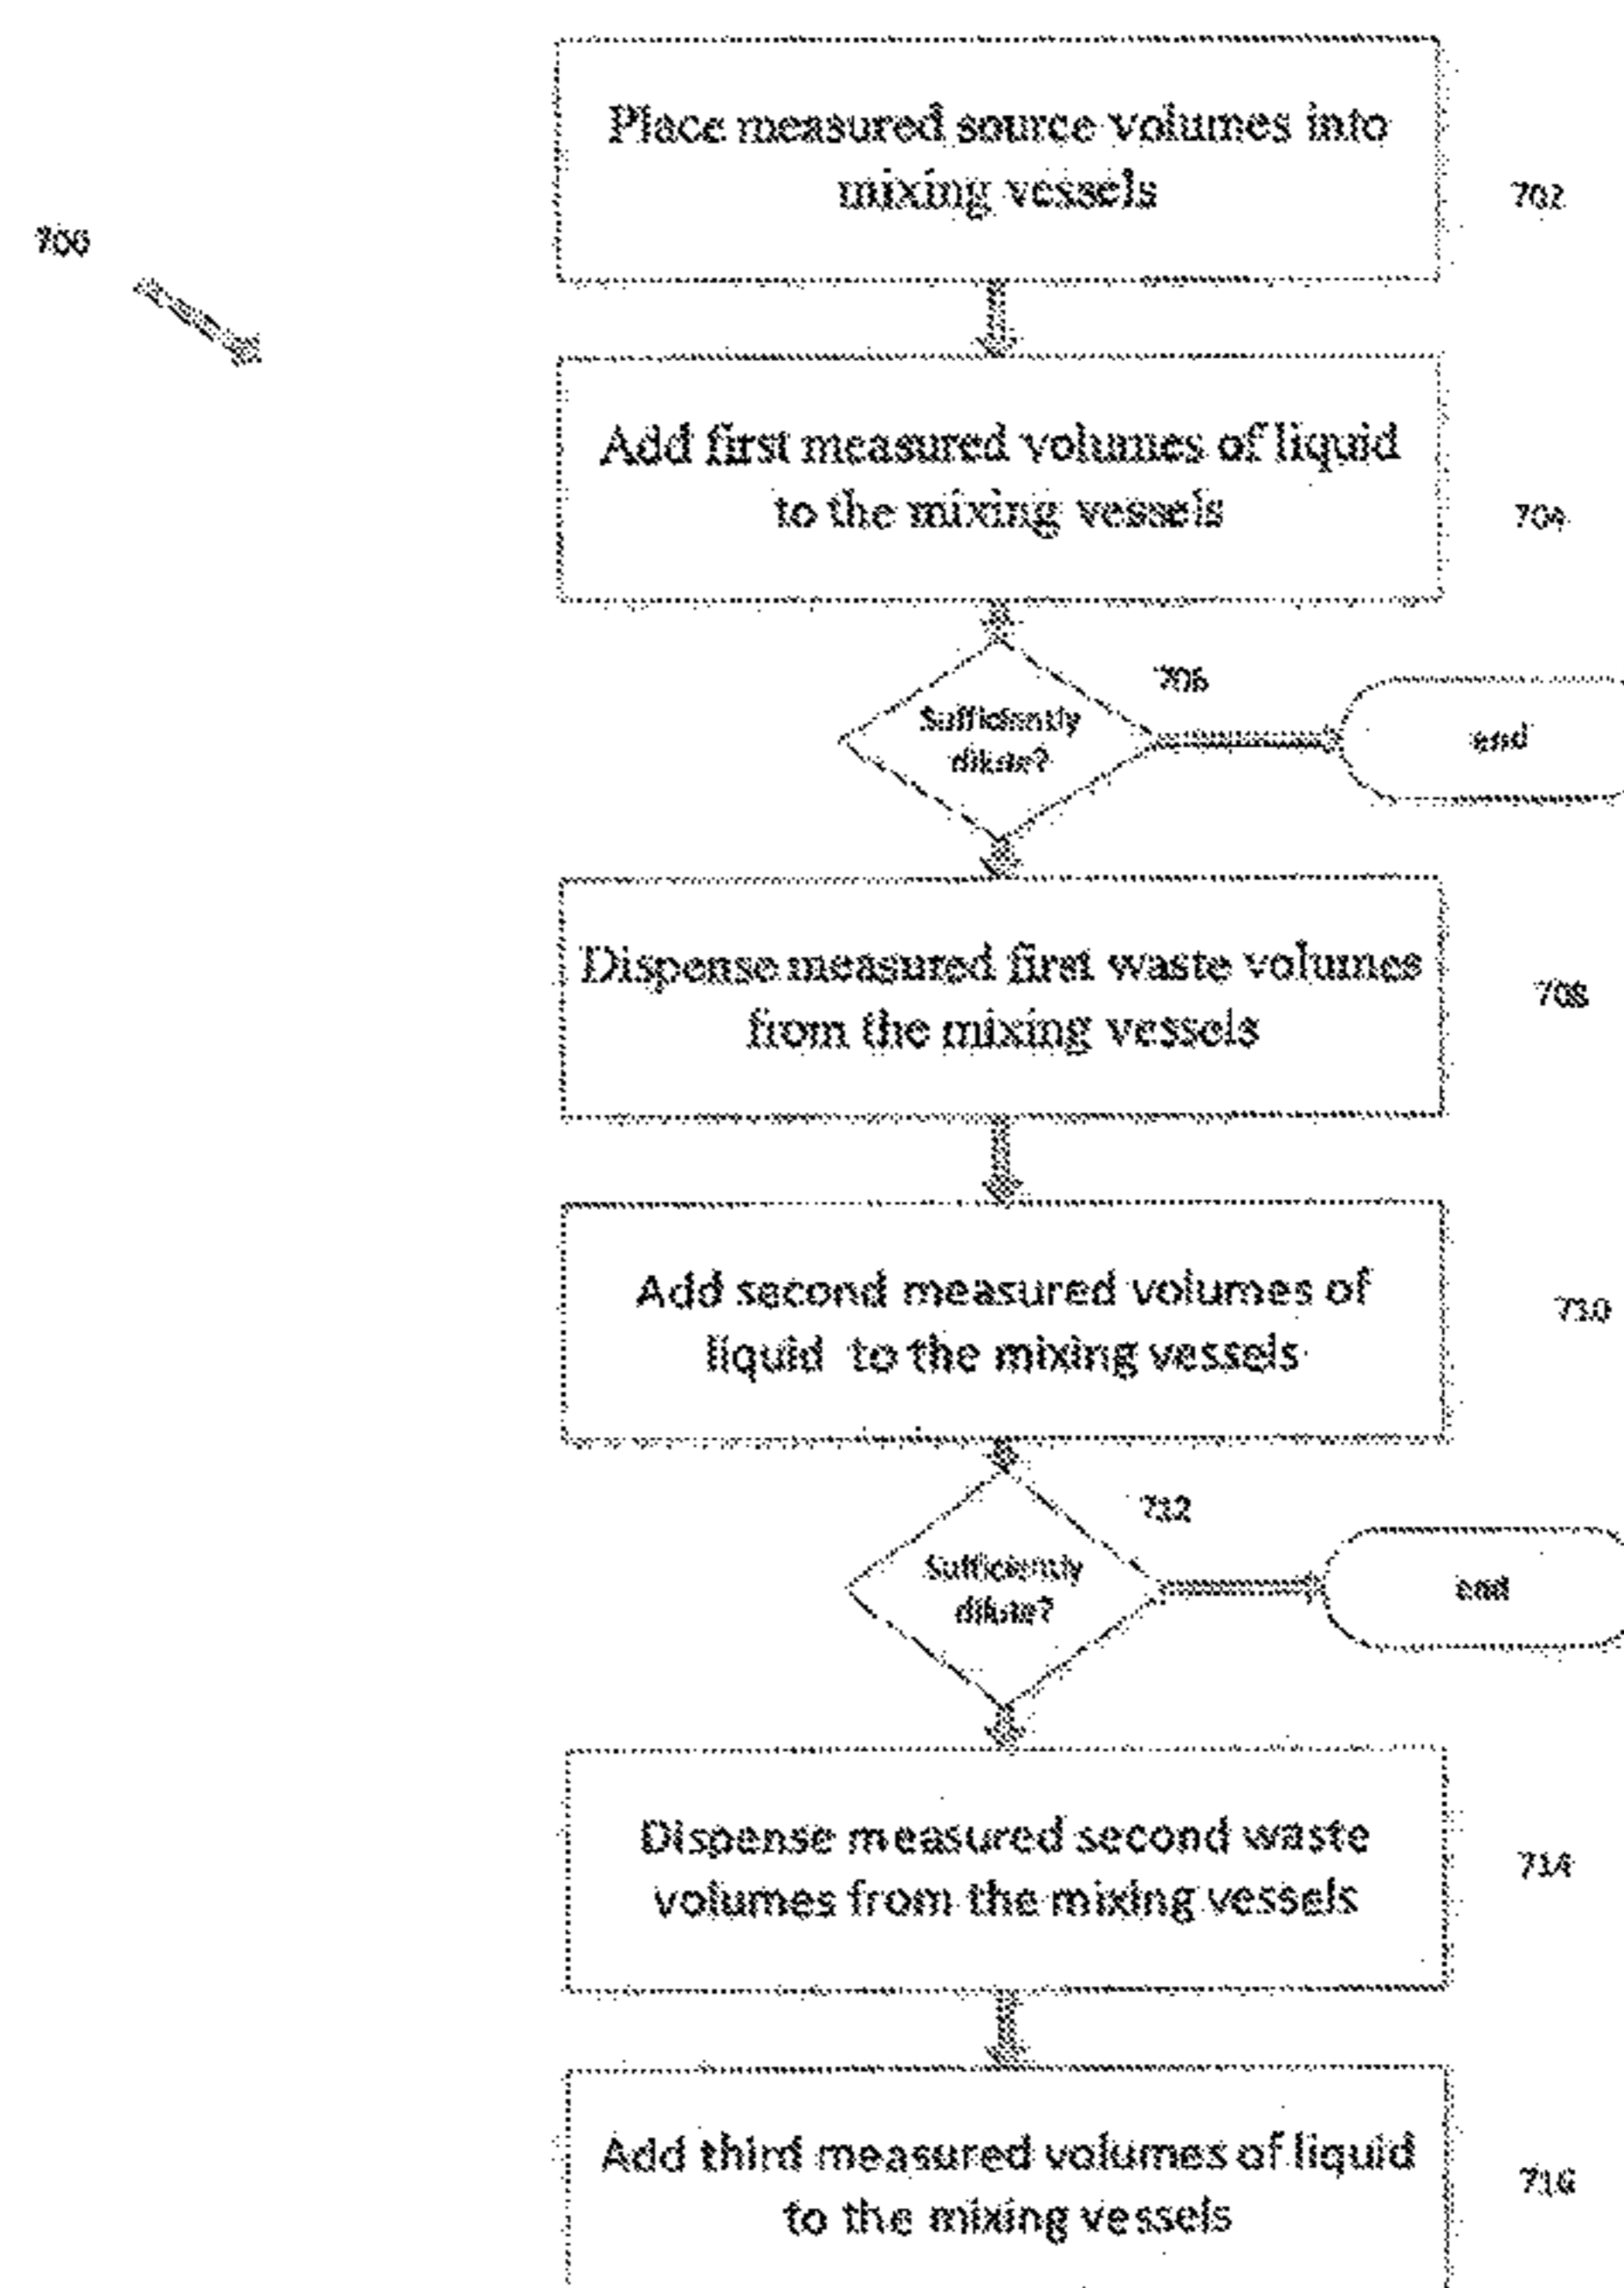 Place measured source volumes into
mixing vessels
702
700
Add first measured volumes of liquid
to the mixing vessels
704
706
Sufficiently
dilute?
end
Dispense measured first waste volumes
from the mixing vessels
708
Add second measured volumes of
liquid to the mixing vessels
710
712
Sufficiently
dilute?
end
Dispense measured second waste
volumes from the mixing vessels
714
Add third measured volumes of liquid
to the mixing vessels
716